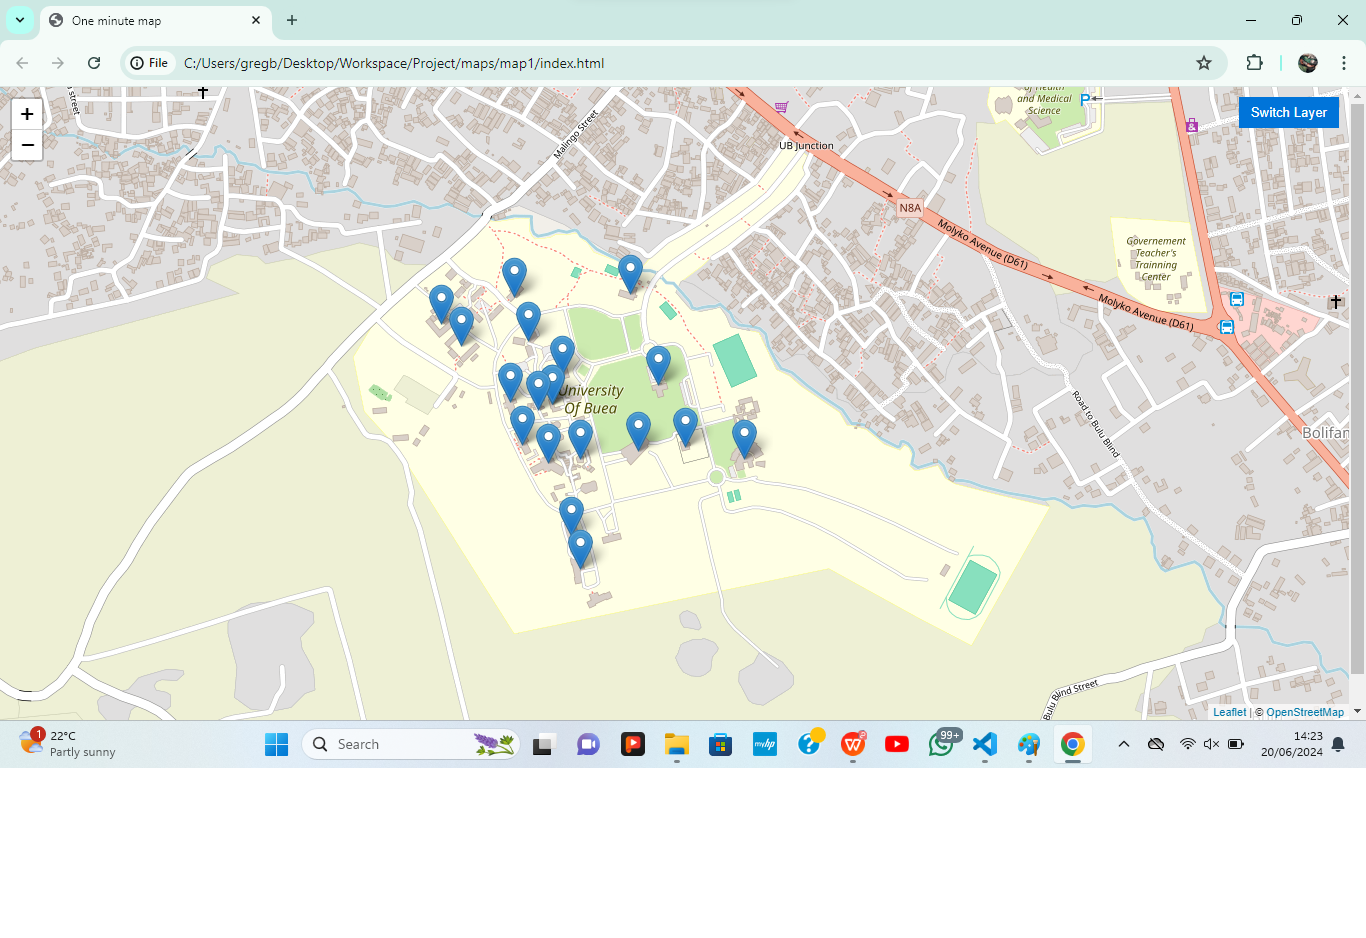 One minute map
File
C:/Users/gregb/Desktop/Workspace/Project/maps/map1/index.html
+
−
Switch Layer
street
Malingo Street
of Health
and Medical
Science
P
UB Junction
N8A
Molyko Avenue (D61)
Governement
Teacher's
Trainning
Center
Molyko Avenue (D61)
University
Of Buea
Road to Bulu Blind
Bolifam
Bulu Blind Street
Leaflet | © OpenStreetMap
1
22°C
Partly sunny
Search
myhp
99+
14:23
20/06/2024